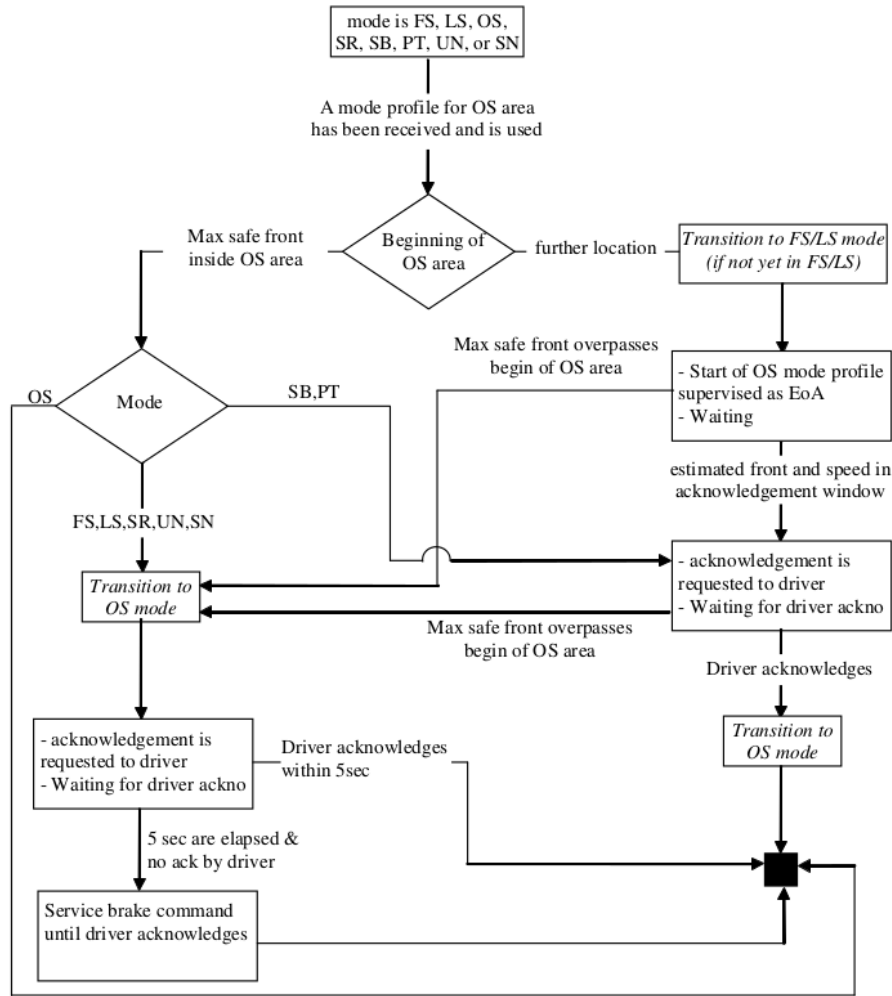 mode is FS, LS, OS,
SR, SB, PT, UN, or SN
A mode profile for OS area
has been received and is used
Beginning of
OS area
Max safe front
inside OS area
further location
Transition to FS/LS mode
(if not yet in FS/LS)
Max safe front overpasses
begin of OS area
- Start of OS mode profile
supervised as EoA
- Waiting
OS
Mode
SB,PT
estimated front and speed in
acknowledgement window
FS,LS,SR,UN,SN
Transition to
OS mode
- acknowledgement is
requested to driver
- Waiting for driver ackno
Max safe front overpasses
begin of OS area
Driver acknowledges
Transition to
OS mode
- acknowledgement is
requested to driver
- Waiting for driver ackno
Driver acknowledges
within 5sec
5 sec are elapsed &
no ack by driver
Service brake command
until driver acknowledges